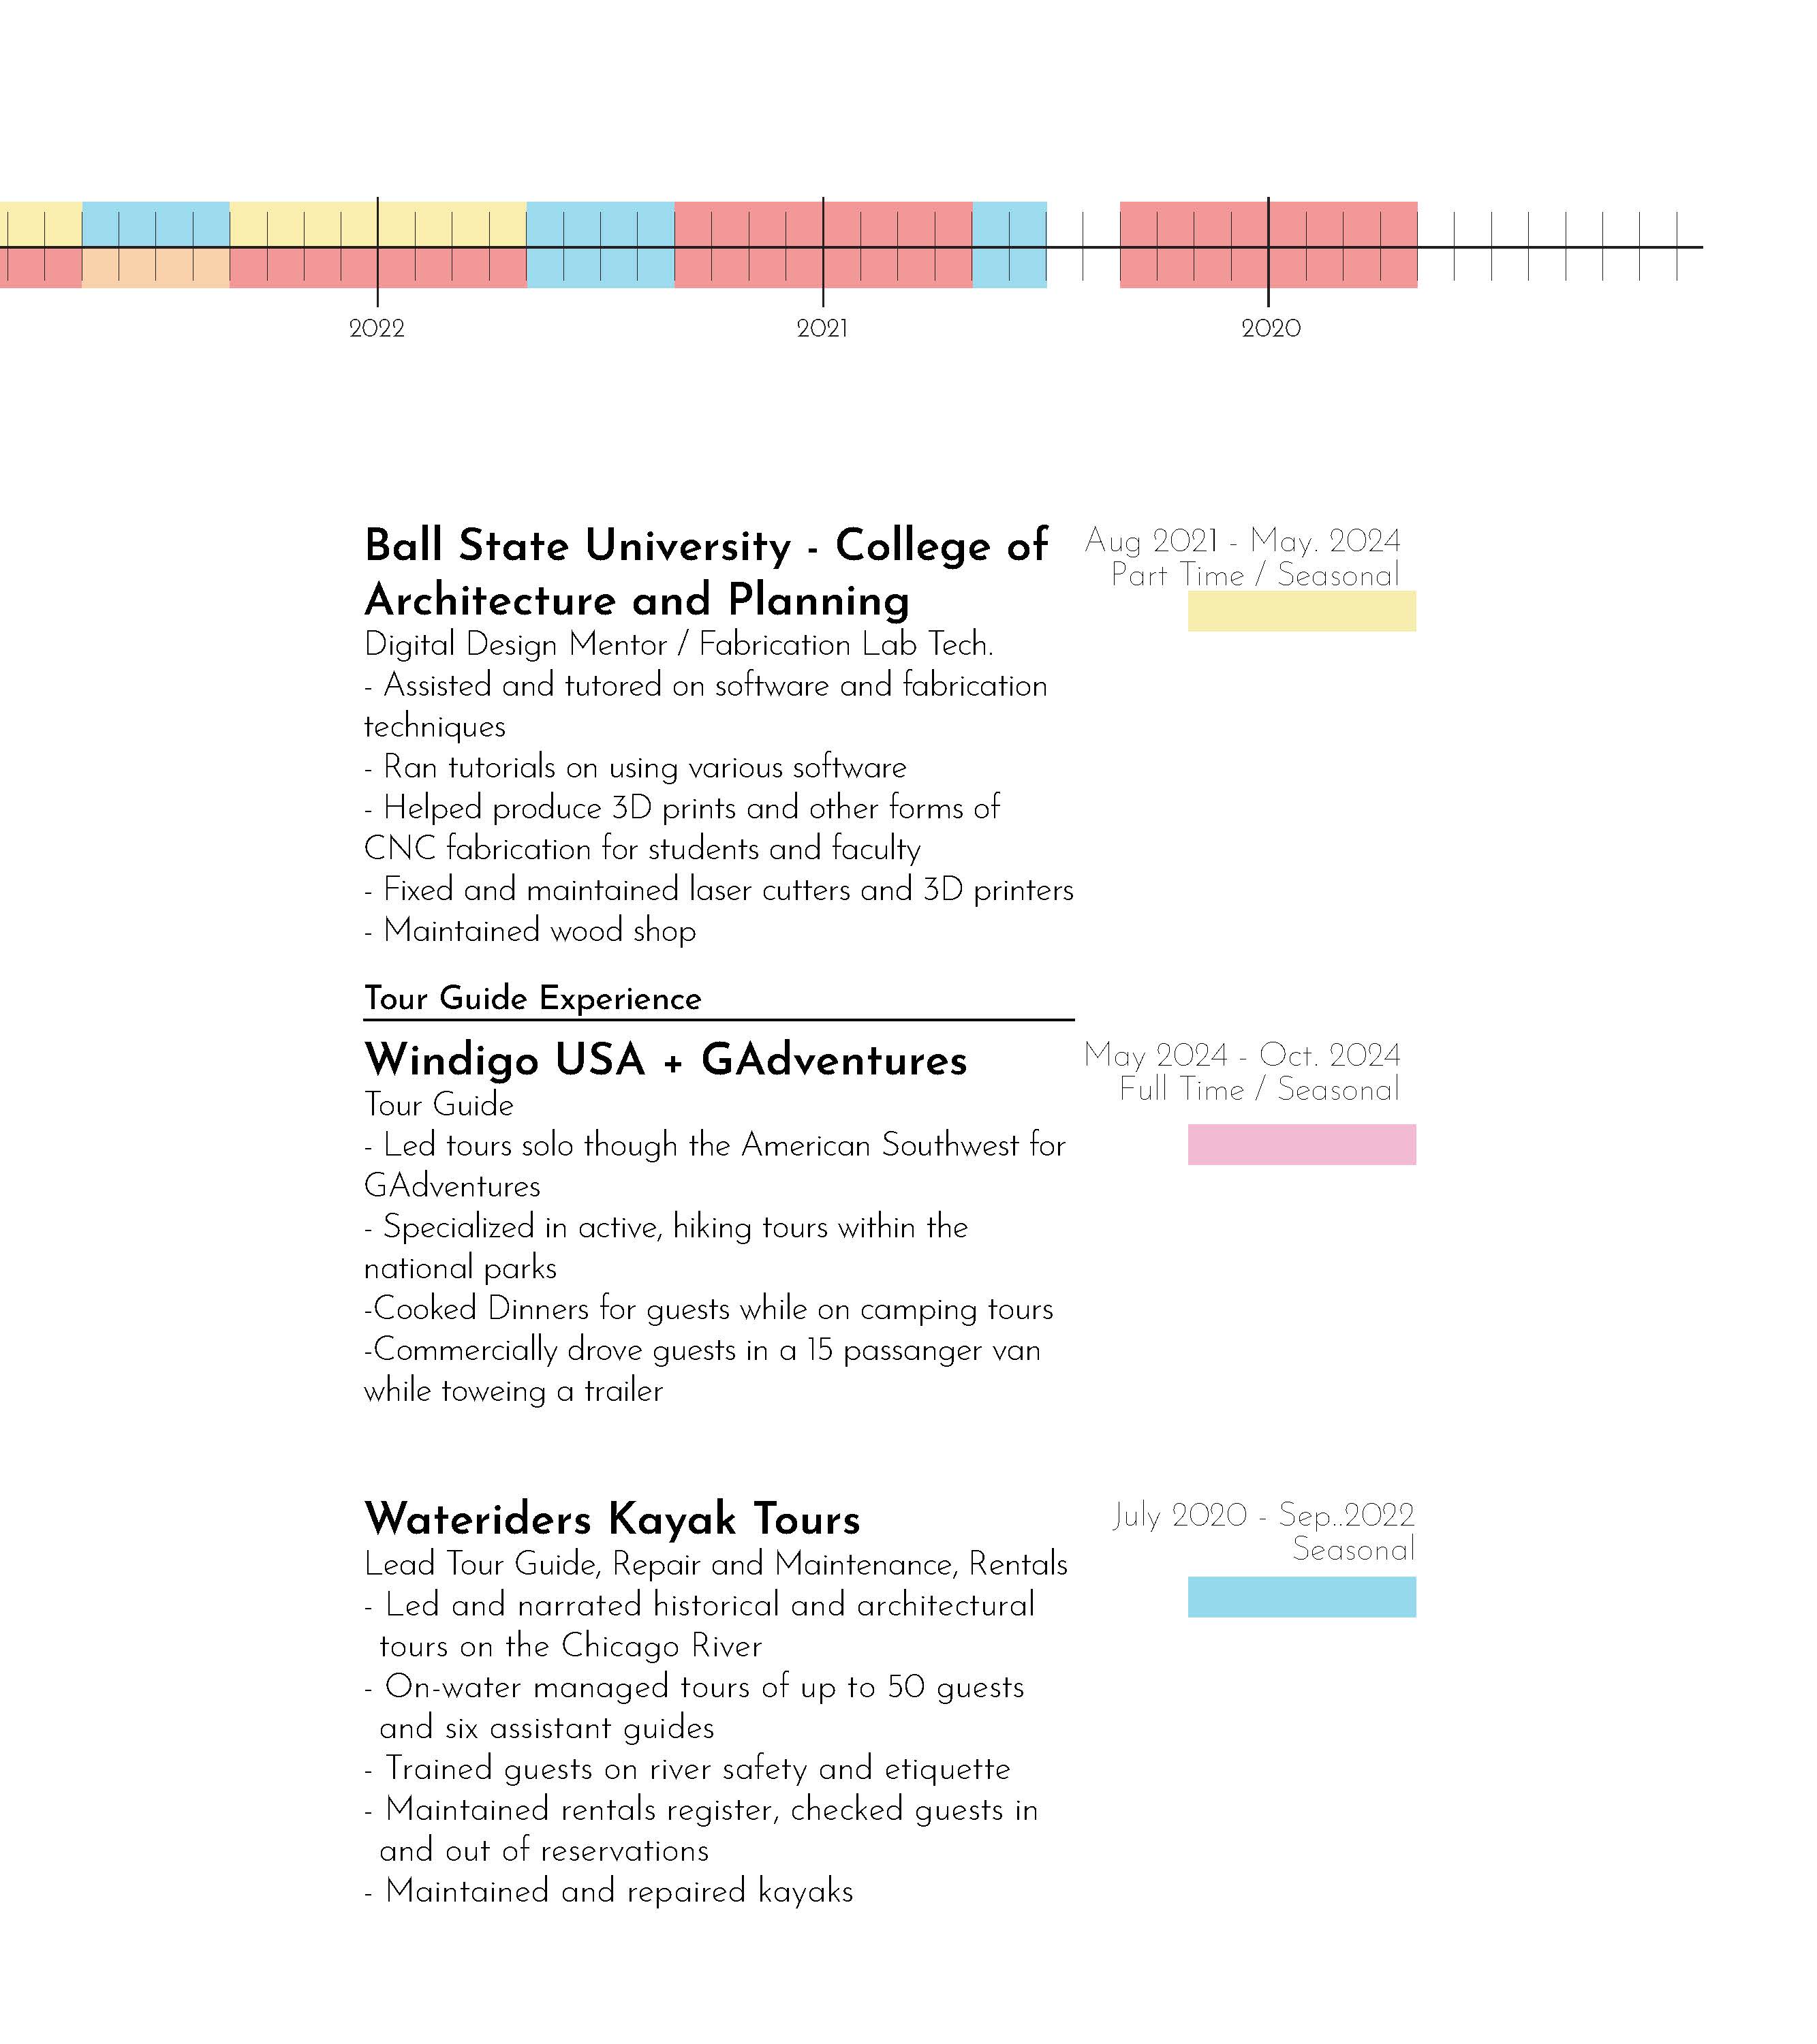 2022
2021
2020
Ball State University - College of
Architecture and Planning
Aug 2021 - May. 2024
Part Time / Seasonal
Digital Design Mentor / Fabrication Lab Tech.
- Assisted and tutored on software and fabrication
techniques
- Ran tutorials on using various software
- Helped produce 3D prints and other forms of
CNC fabrication for students and faculty
- Fixed and maintained laser cutters and 3D printers
- Maintained wood shop
Tour Guide Experience
Windigo USA + GAdventures
May 2024 - Oct. 2024
Full Time / Seasonal
Tour Guide
- Led tours solo though the American Southwest for
GAdventures
- Specialized in active, hiking tours within the
national parks
-Cooked Dinners for guests while on camping tours
-Commercially drove guests in a 15 passanger van
while toweing a trailer
Wateriders Kayak Tours
July 2020 - Sep..2022
Seasonal
Lead Tour Guide, Repair and Maintenance, Rentals
- Led and narrated historical and architectural
tours on the Chicago River
- On-water managed tours of up to 50 guests
and six assistant guides
- Trained guests on river safety and etiquette
- Maintained rentals register, checked guests in
and out of reservations
- Maintained and repaired kayaks